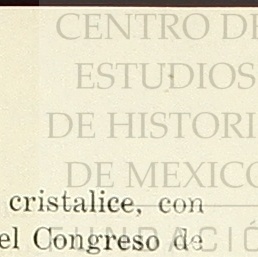 CENTRO DE
ESTUDIOS
DE HISTORI
DE MEXICO
cristalice, con
el Congreso de
FUNDACIÓ